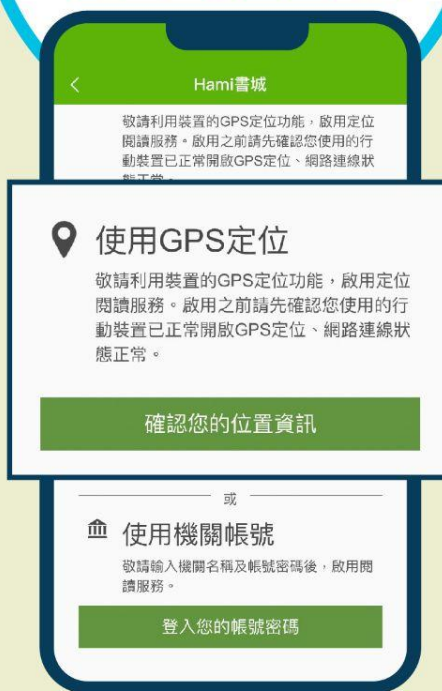 Hami書城
敬請利用裝置的GPS定位功能，啟用定位
閱讀服務。啟用之前請先確認您使用的行
動裝置已正常開啟GPS定位、網路連線狀
態正常。
使用GPS定位
敬請利用裝置的GPS定位功能，啟用定位
閱讀服務。啟用之前請先確認您使用的行
動裝置已正常開啟GPS定位、網路連線狀
態正常。
確認您的位置資訊
或
使用機關帳號
敬請輸入機關名稱及帳號密碼後，啟用閱
讀服務。
登入您的帳號密碼